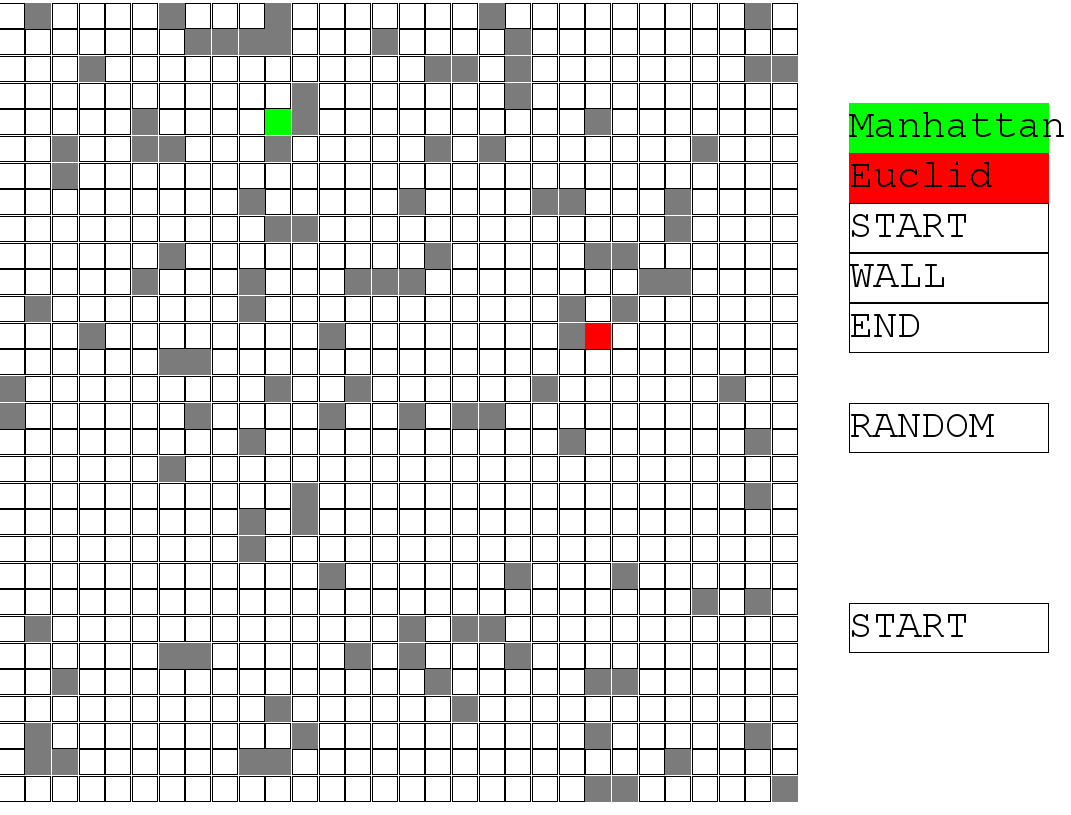 Manhattan
Euclid
START
WALL
END
RANDOM
START